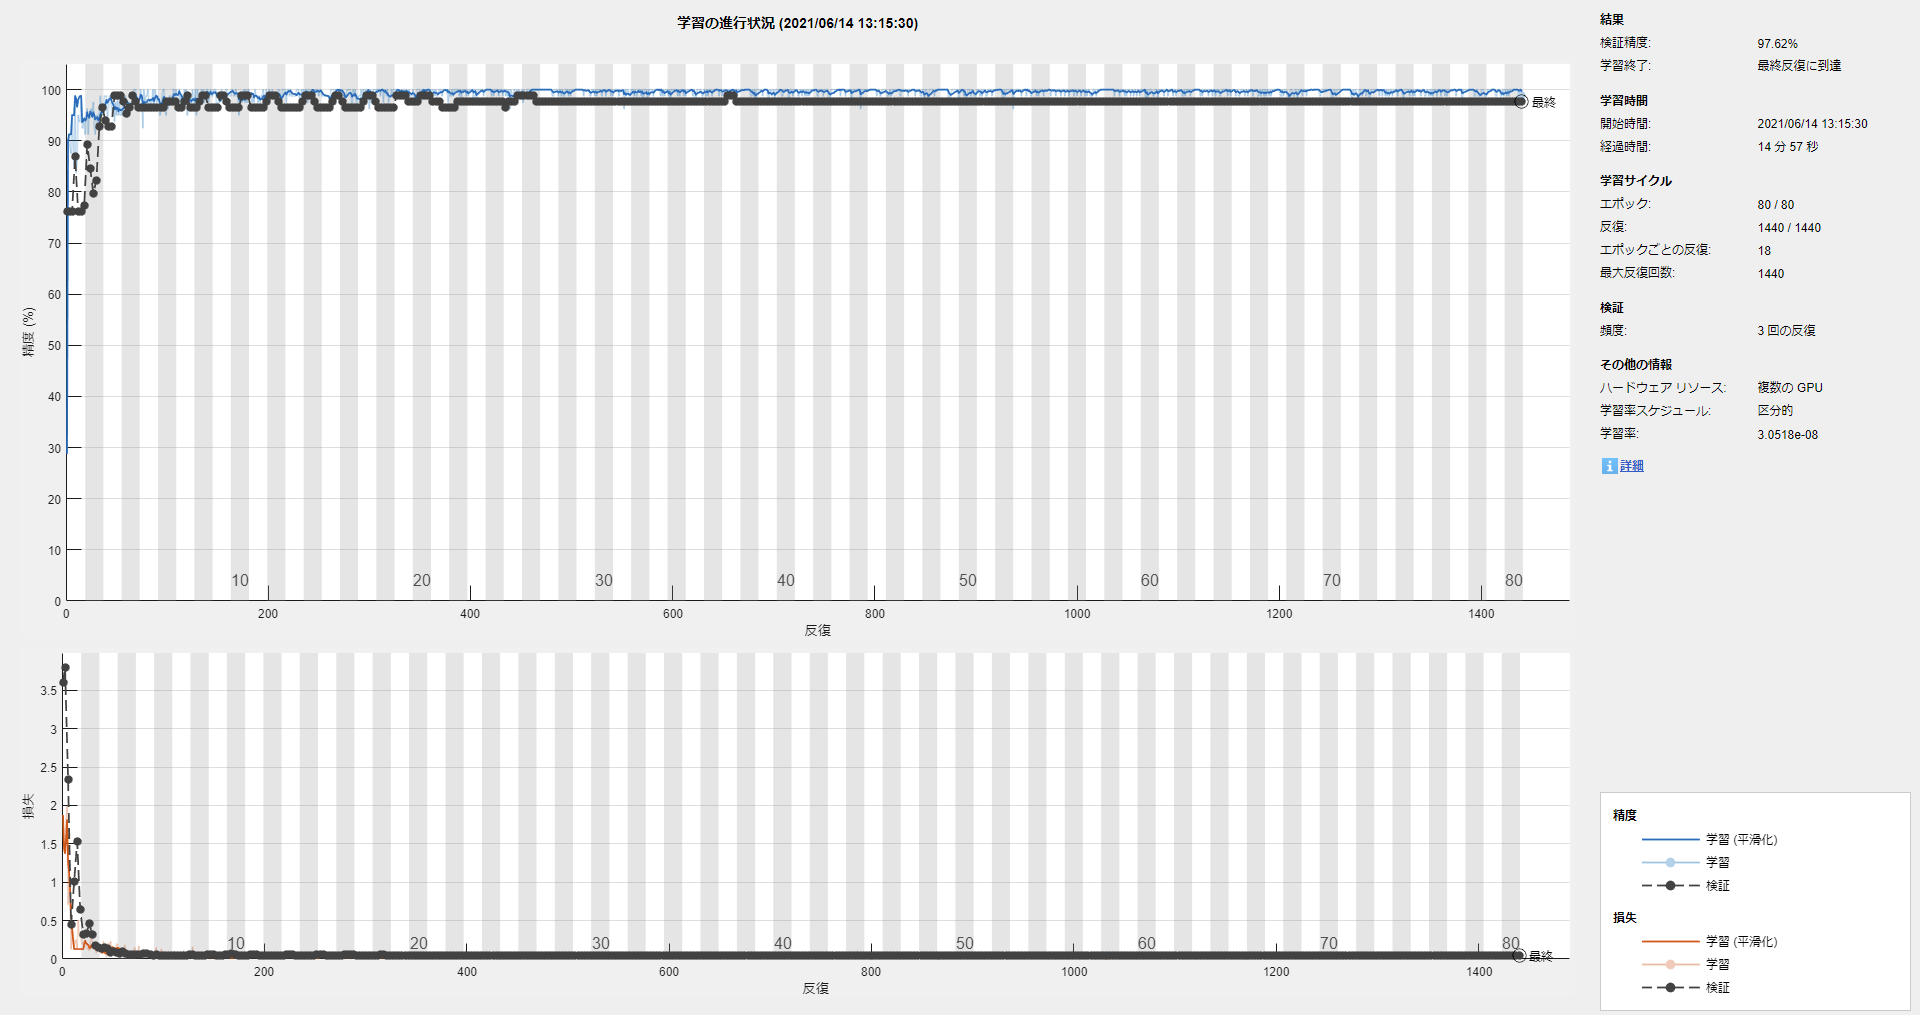 学習の進行状況 (2021/06/14 13:15:30)
100
90
80
70
60
50
40
30
20
10
0
精度 (%)
最終
10 20 30 40 50 60 70 80
0 200 400 600 800 1000 1200 1400
反復
3.5
3
2.5
2
1.5
1
0.5
0
損失
10 20 30 40 50 60 70 80
最終
0 200 400 600 800 1000 1200 1400
反復
結果
検証精度: 97.62%
学習終了: 最終反復に到達
学習時間
開始時間: 2021/06/14 13:15:30
経過時間: 14 分 57 秒
学習サイクル
エポック: 80 / 80
反復: 1440 / 1440
エポックごとの反復: 18
最大反復回数: 1440
検証
頻度: 3 回の反復
その他の情報
ハードウェア リソース: 複数の GPU
学習率スケジュール: 区分的
学習率: 3.0518e-08
i 詳細
精度
学習 (平滑化)
学習
検証
損失
学習 (平滑化)
学習
検証